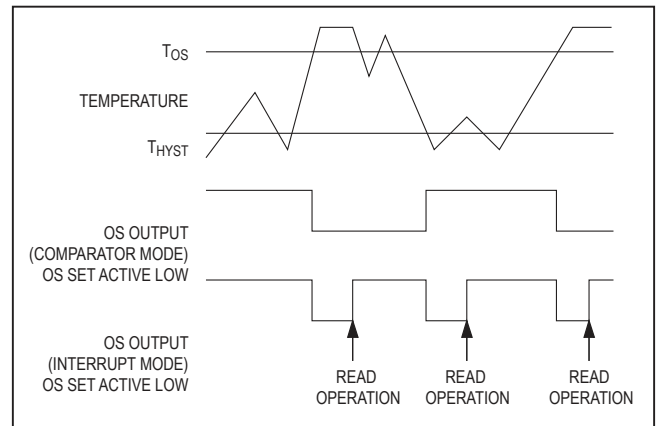 TOS
TEMPERATURE
THYST
OS OUTPUT
(COMPARATOR MODE)
OS SET ACTIVE LOW
OS OUTPUT
(INTERRUPT MODE)
OS SET ACTIVE LOW
READ
OPERATION
READ
OPERATION
READ
OPERATION